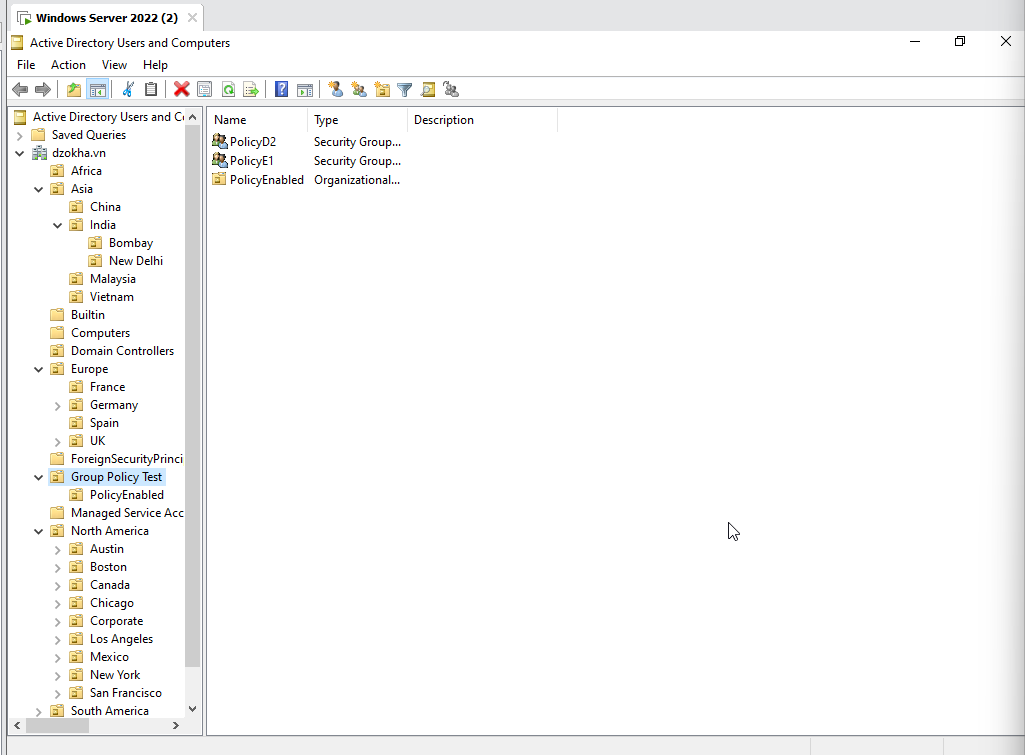 Windows Server 2022 (2)
Active Directory Users and Computers
File Action View Help
Active Directory Users and C
Saved Queries
dzokha.vn
Africa
Asia
China
India
Bombay
New Delhi
Malaysia
Vietnam
Builtin
Computers
Domain Controllers
Europe
France
Germany
Spain
UK
ForeignSecurityPrinci
Group Policy Test
PolicyEnabled
Managed Service Acc
North America
Austin
Boston
Canada
Chicago
Corporate
Los Angeles
Mexico
New York
San Francisco
South America
Name Type Description
PolicyD2 Security Group...
PolicyE1 Security Group...
PolicyEnabled Organizational...